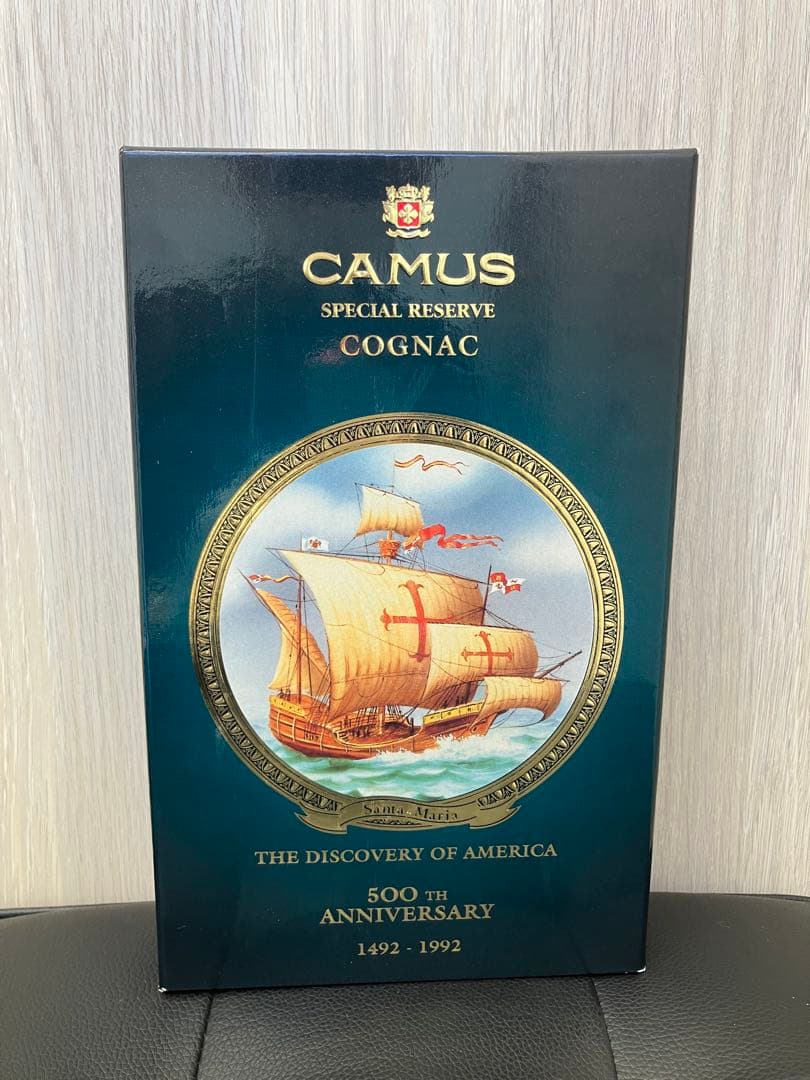 CAMUS
SPECIAL RESERVE
COGNAC
Santa.Maria
THE DISCOVERY OF AMERICA
500 TH
ANNIVERSARY
1492 - 1992